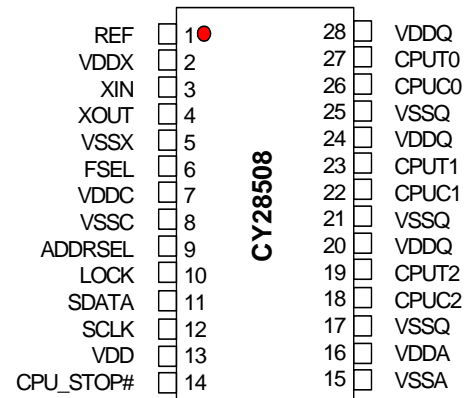 REF 1 28 VDDQ
VDDX 2 27 CPUT0
XIN 3 26 CPUC0
XOUT 4 25 VSSQ
VSSX 5 24 VDDQ
FSEL 6 23 CPUT1
VDDC 7 22 CPUC1
VSSC 8 21 VSSQ
ADDRSEL 9 20 VDDQ
LOCK 10 19 CPUT2
SDATA 11 18 CPUC2
SCLK 12 17 VSSQ
VDD 13 16 VDDA
CPU_STOP# 14 15 VSSA
CY28508